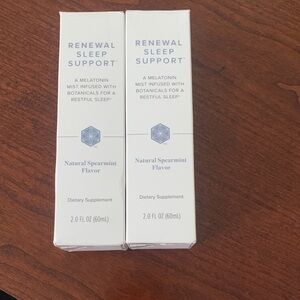 RENEWAL
SLEEP
SUPPORT™
A MELATONIN
MIST INFUSED WITH
BOTANICALS FOR A
RESTFUL SLEEP*
Natural Spearmint
Flavor
Dietary Supplement
2.0 FL OZ (60mL)
RENEWAL
SLEEP
SUPPORT™
A MELATONIN
MIST INFUSED WITH
BOTANICALS FOR A
RESTFUL SLEEP*
Natural Spearmint
Flavor
Dietary Supplement
2.0 FL OZ (60mL)